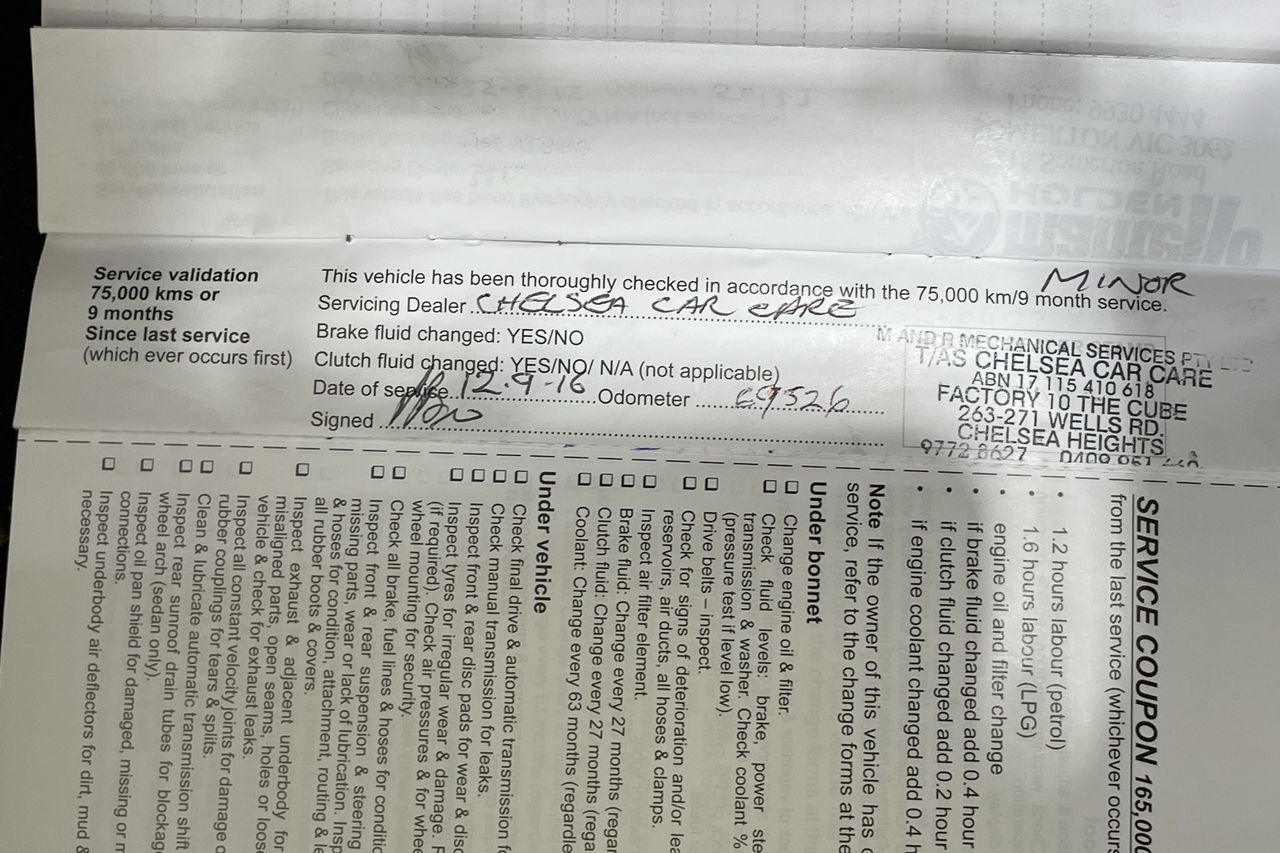 MINOR
Service validation
75,000 kms or
9 months
Since last service
(which ever occurs first)
This vehicle has been thoroughly checked in accordance with the 75,000 km/9 month service.
Servicing Dealer CHELSEA CAR CARE
Brake fluid changed: YES/NO
Clutch fluid changed: YES/NO/ N/A (not applicable)
Date of service 12.9-16 Odometer 69526
Signed
M AND R MECHANICAL SERVICES PTY LTD
T/AS CHELSEA CAR CARE
ABN 17 115 410 618
FACTORY 10 THE CUBE
263-271 WELLS RD.
CHELSEA HEIGHTS
9772 8627
SERVICE COUPON 165,000
from the last service (whichever occurs
• 1.2 hours labour (petrol)
• 1.6 hours labour (LPG)
• engine oil and filter change
• if brake fluid changed add 0.4 hour
• if clutch fluid changed add 0.2 hour
• if engine coolant changed add 0.4 h
Note If the owner of this vehicle has
service, refer to the change forms at the
Under bonnet
☐ Change engine oil & filter.
☐ Check fluid levels: brake, power ste
transmission & washer. Check coolant %
(pressure test if level low).
☐ Drive belts – inspect.
☐ Check for signs of deterioration and/or lea
reservoirs, air ducts, all hoses & clamps.
☐ Inspect air filter element.
☐ Brake fluid: Change every 27 months (regar
☐ Clutch fluid: Change every 27 months (rega
☐ Coolant: Change every 63 months (regardle
Under vehicle
☐ Check final drive & automatic transmission f
☐ Check manual transmission for leaks.
☐ Inspect front & rear disc pads for wear & disc
☐ Inspect tyres for irregular wear & damage. F
(if required). Check air pressures & for whee
wheel mounting for security.
☐ Check all brake, fuel lines & hoses for conditio
☐ Inspect front & rear suspension & steering
missing parts, wear or lack of lubrication. Insp
& hoses for condition, attachment, routing & le
all rubber boots & covers.
☐ Inspect exhaust & adjacent underbody for
misaligned parts, open seams, holes or loose
vehicle & check for exhaust leaks.
☐ Inspect all constant velocity joints for damage
rubber couplings for tears & splits.
☐ Clean & lubricate automatic transmission shift
☐ Inspect rear sunroof drain tubes for blockag
wheel arch (sedan only).
☐ Inspect oil pan shield for damaged, missing or
connections.
☐ Inspect underbody air deflectors for dirt, mud &
necessary.